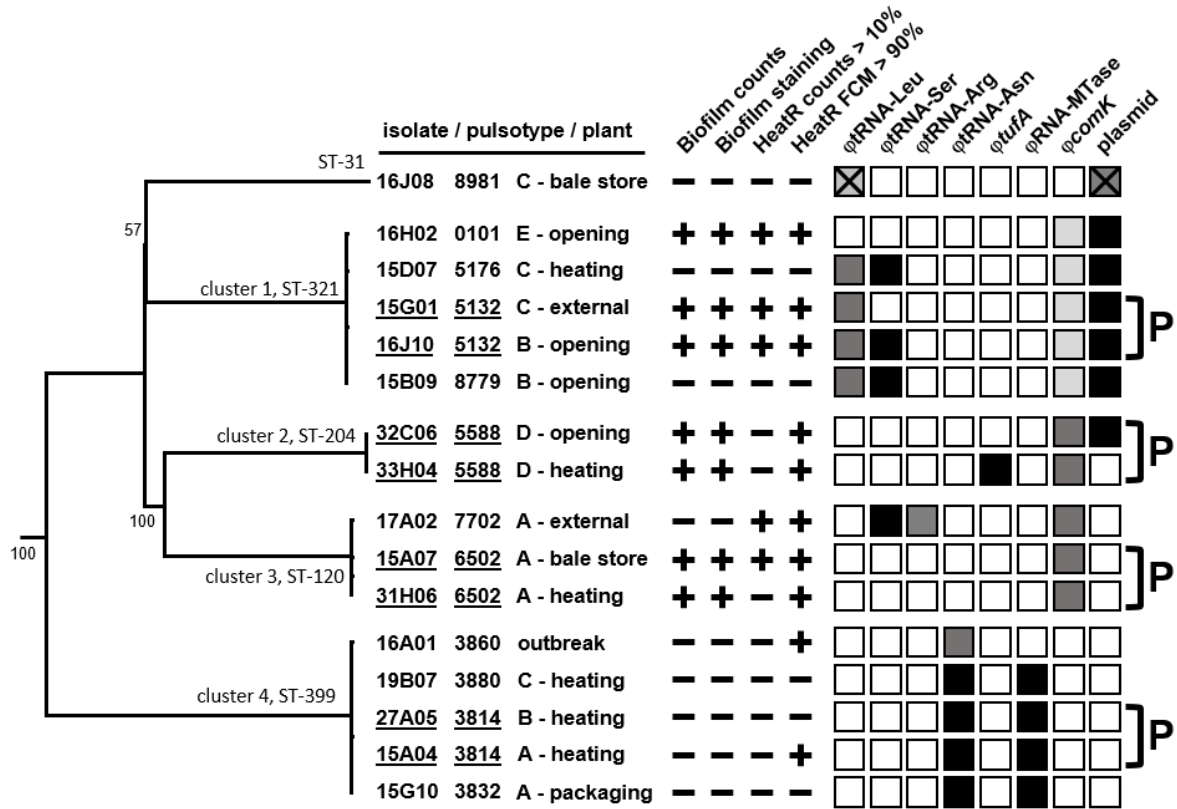 Biofilm counts
Biofilm staining
HeatR counts > 10%
HeatR FCM > 90%
φtRNA-Leu
φtRNA-Ser
φtRNA-Arg
φtRNA-Asn
φtufA
φRNA-MTase
φcomK
plasmid
isolate / pulsotype / plant
ST-31
16J08 8981 C - bale store − − − −
57
16H02 0101 E - opening + + + +
15D07 5176 C - heating − − − −
cluster 1, ST-321
15G01 5132 C - external + + + +
P
16J10 5132 B - opening + + + +
15B09 8779 B - opening − − − −
cluster 2, ST-204
32C06 5588 D - opening + + − +
P
33H04 5588 D - heating + + − +
100
17A02 7702 A - external − − + +
100
15A07 6502 A - bale store + + + +
P
cluster 3, ST-120
31H06 6502 A - heating + + − +
16A01 3860 outbreak − − − +
19B07 3880 C - heating − − − −
cluster 4, ST-399
27A05 3814 B - heating − − − −
P
15A04 3814 A - heating − − − +
15G10 3832 A - packaging − − − −